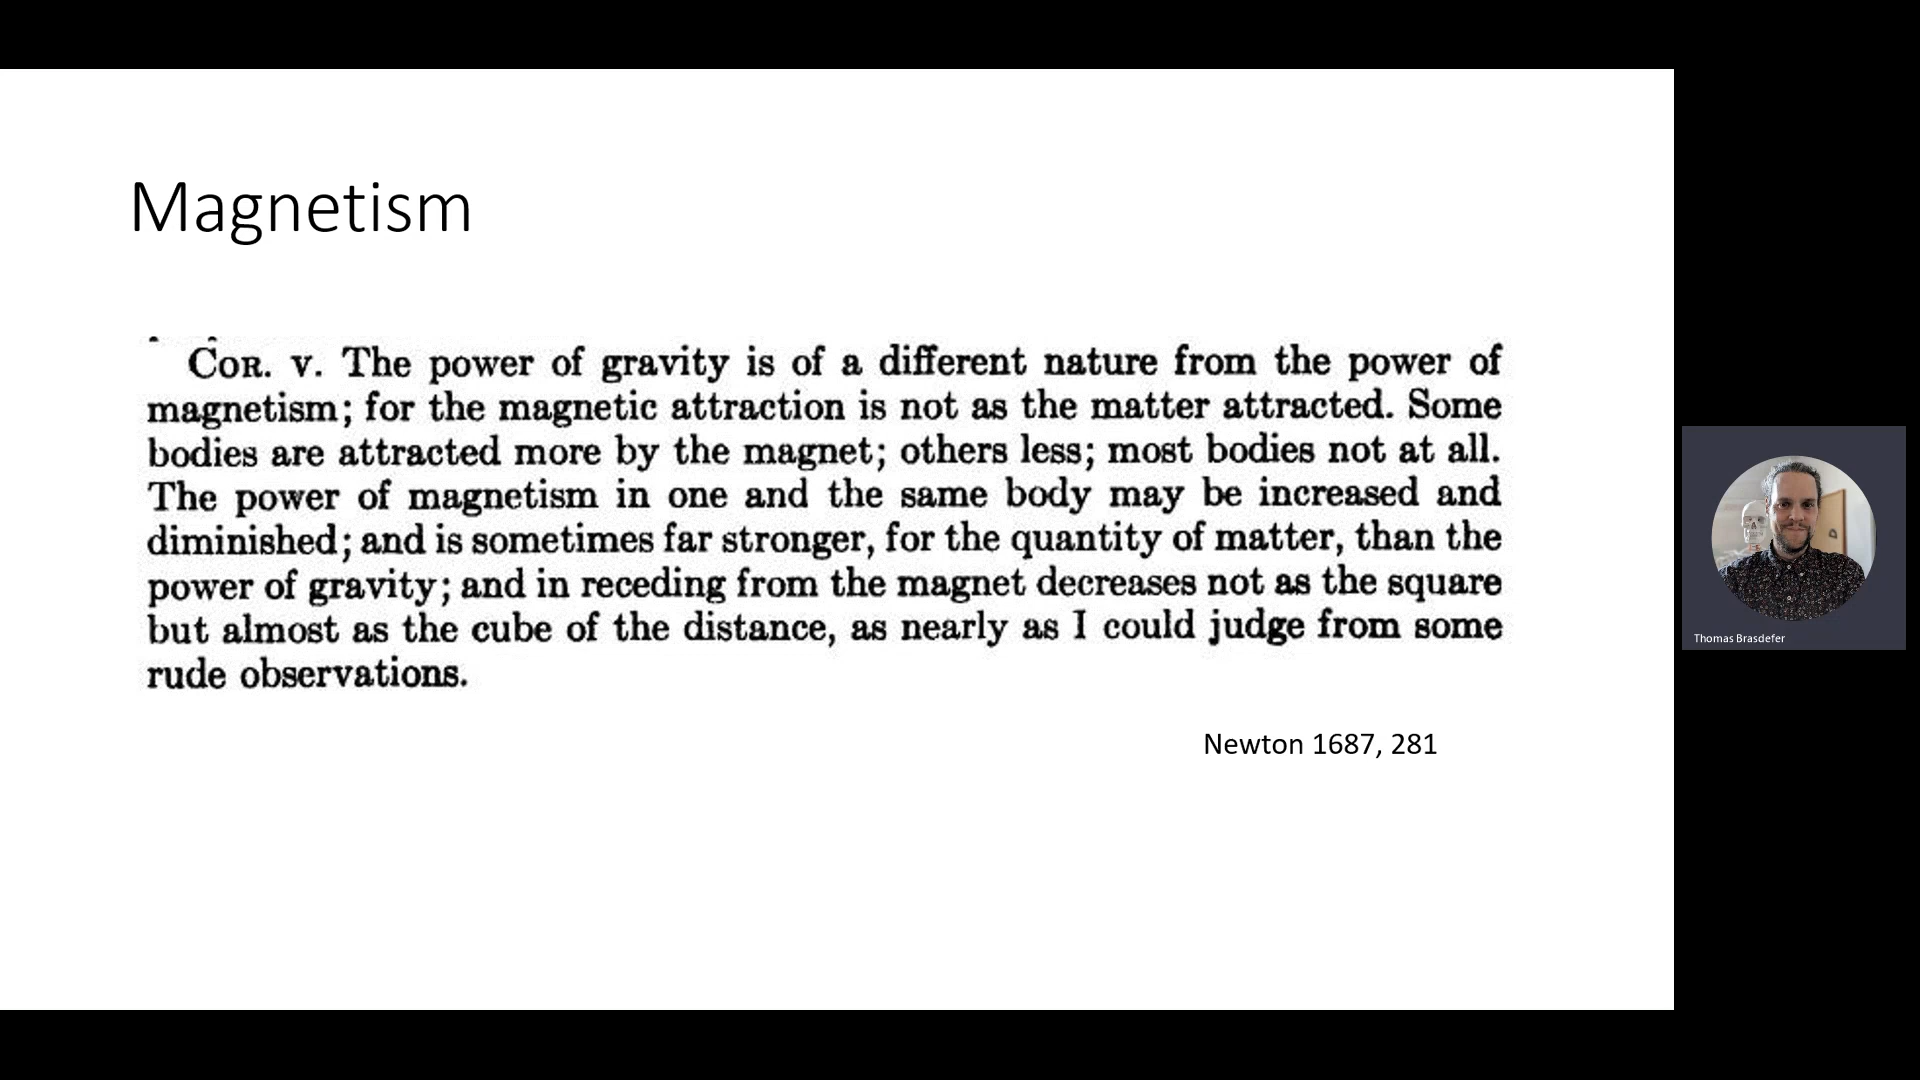 Magnetism
COR. V. The power of gravity is of a different nature from the power of
magnetism; for the magnetic attraction is not as the matter attracted. Some
bodies are attracted more by the magnet; others less; most bodies not at all.
The power of magnetism in one and the same body may be increased and
diminished; and is sometimes far stronger, for the quantity of matter, than the
power of gravity; and in receding from the magnet decreases not as the square
but almost as the cube of the distance, as nearly as I could judge from some
rude observations.
Newton 1687, 281
Thomas Brasdefer